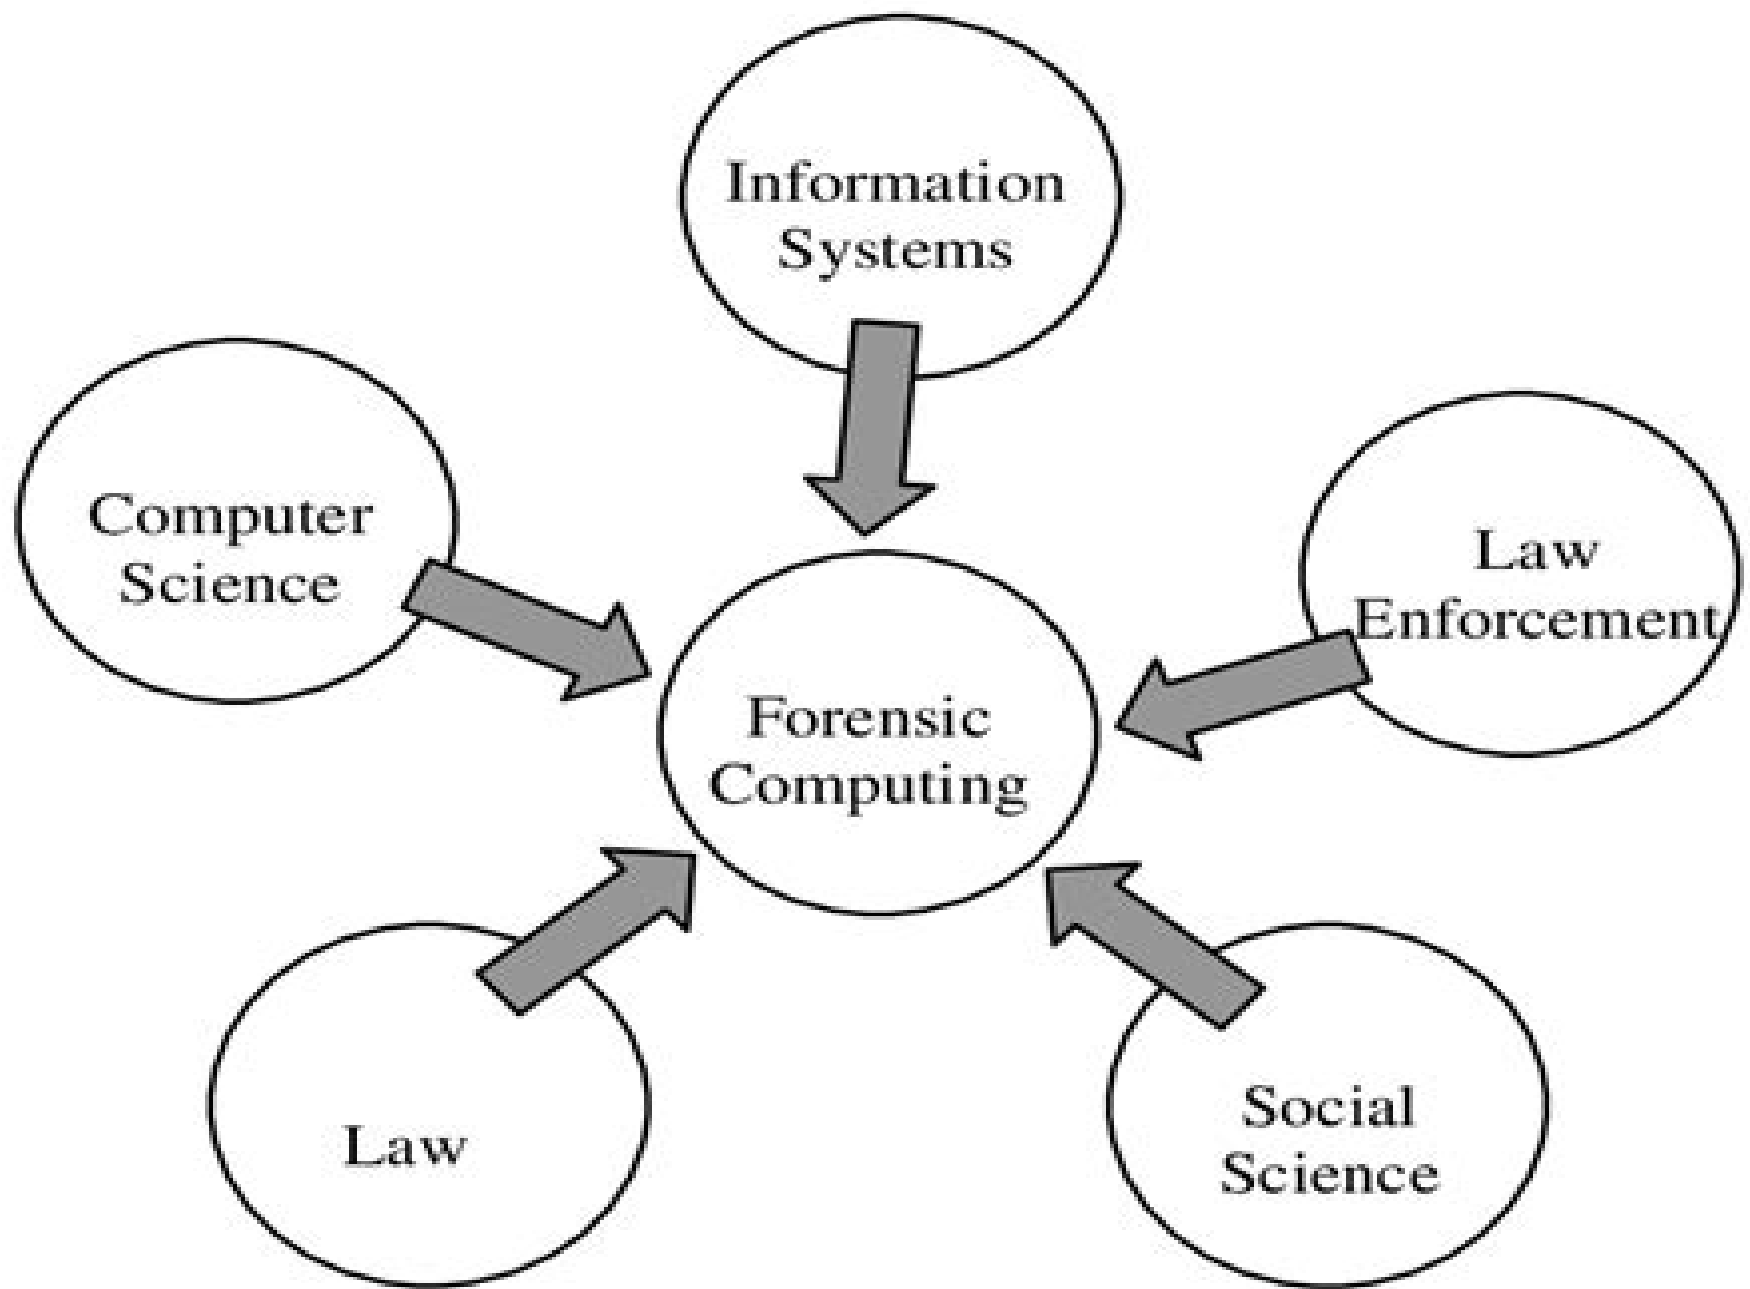 Information
Systems
Computer
Science
Law
Enforcement
Forensic
Computing
Law
Social
Science